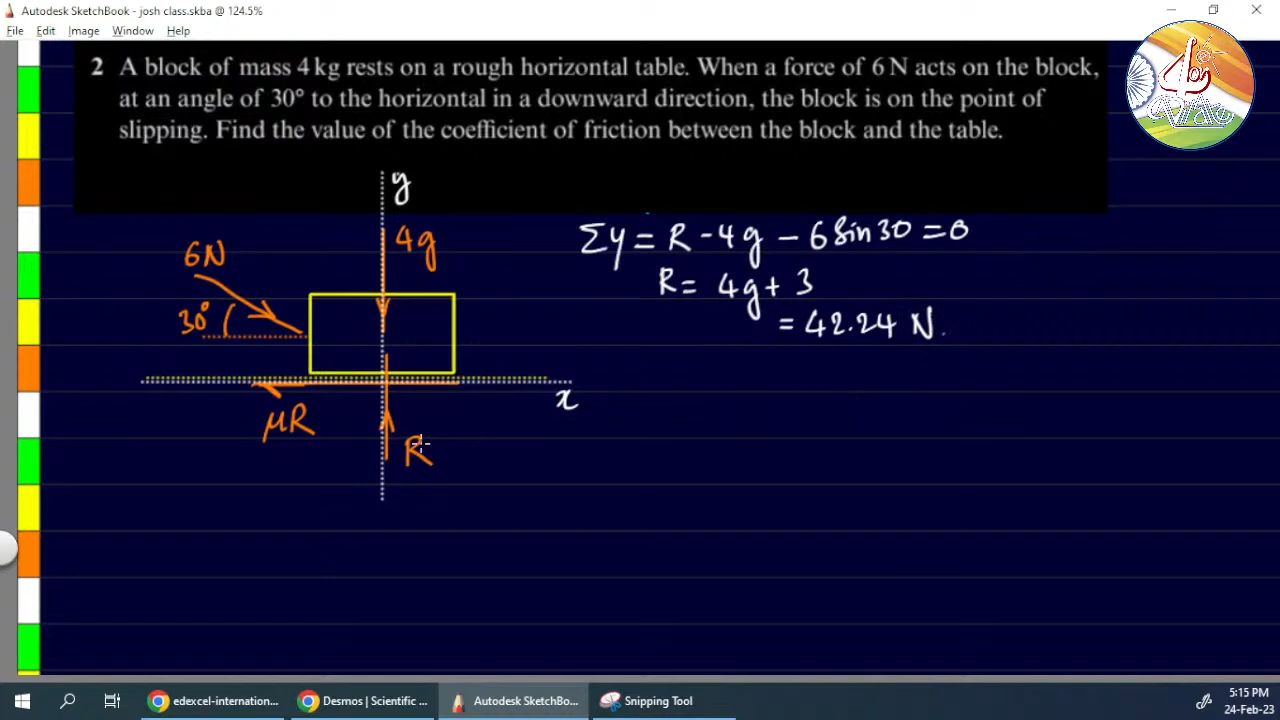 Autodesk SketchBook - josh class.skba @ 124.5%
File Edit Image Window Help
2 A block of mass 4 kg rests on a rough horizontal table. When a force of 6 N acts on the block,
at an angle of 30° to the horizontal in a downward direction, the block is on the point of
slipping. Find the value of the coefficient of friction between the block and the table.
y
4g
6N
30°
μR
R
x
Σy = R - 4g - 6 Sin 30 = 0
R = 4g + 3
= 42.24 N.
edexcel-internation...
Desmos | Scientific ...
Autodesk SketchBo...
Snipping Tool
5:15 PM
24-Feb-23